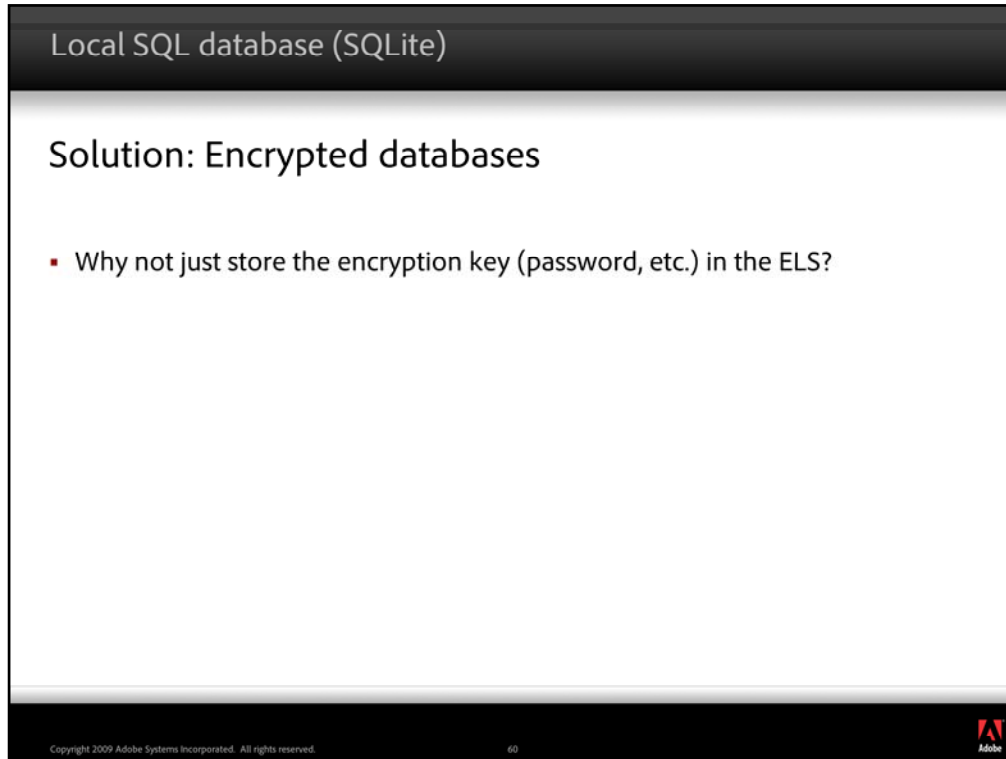 Local SQL database (SQLite)
Solution: Encrypted databases
▪ Why not just store the encryption key (password, etc.) in the ELS?
Copyright 2009 Adobe Systems Incorporated. All rights reserved.
60
Adobe